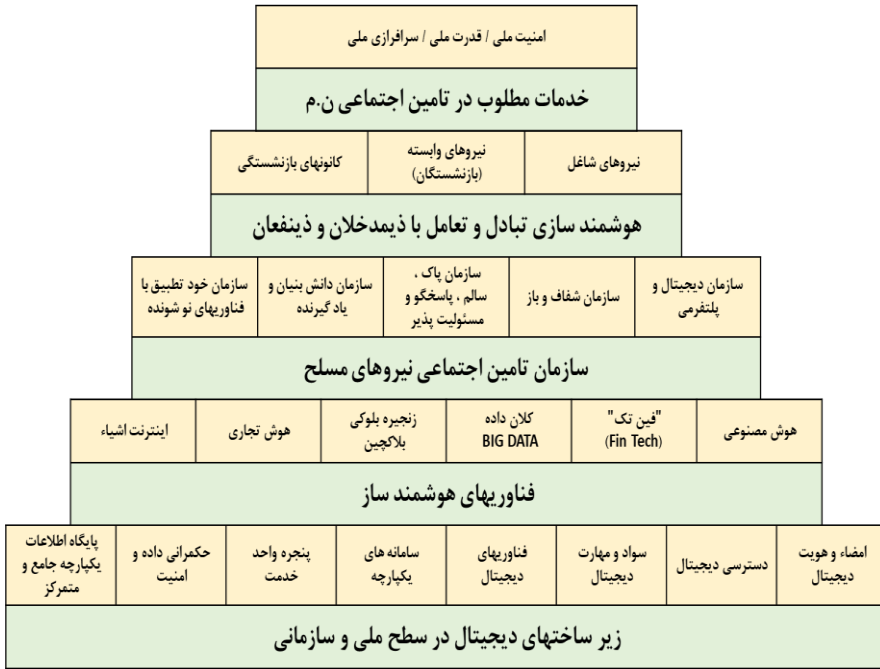 امنیت ملی / قدرت ملی / سرافرازی ملی
خدمات مطلوب در تامین اجتماعی ن.م
نیروهای شاغل
نیروهای وابسته
(بازنشستگان)
کانونهای بازنشستگی
هوشمند سازی تبادل و تعامل با ذیمدخلان و ذینفعان
سازمان دیجیتال و
پلتفرمی
سازمان شفاف و باز
سازمان پاک ،
سالم ، پاسخگو و
مسئولیت پذیر
سازمان دانش بنیان و
یاد گیرنده
سازمان خود تطبیق با
فناوریهای نو شونده
سازمان تامین اجتماعی نیروهای مسلح
هوش مصنوعی
"فین تک"
(Fin Tech)
کلان داده
BIG DATA
زنجیره بلوکی
بلاکچین
هوش تجاری
اینترنت اشیاء
فناوریهای هوشمند ساز
امضاء و هویت
دیجیتال
دسترسی دیجیتال
سواد و مهارت
دیجیتال
فناوریهای
دیجیتال
سامانه های
یکپارچه
پنجره واحد
خدمت
حکمرانی داده و
امنیت
پایگاه اطلاعات
یکپارچه جامع و
متمرکز
زیر ساختهای دیجیتال در سطح ملی و سازمانی